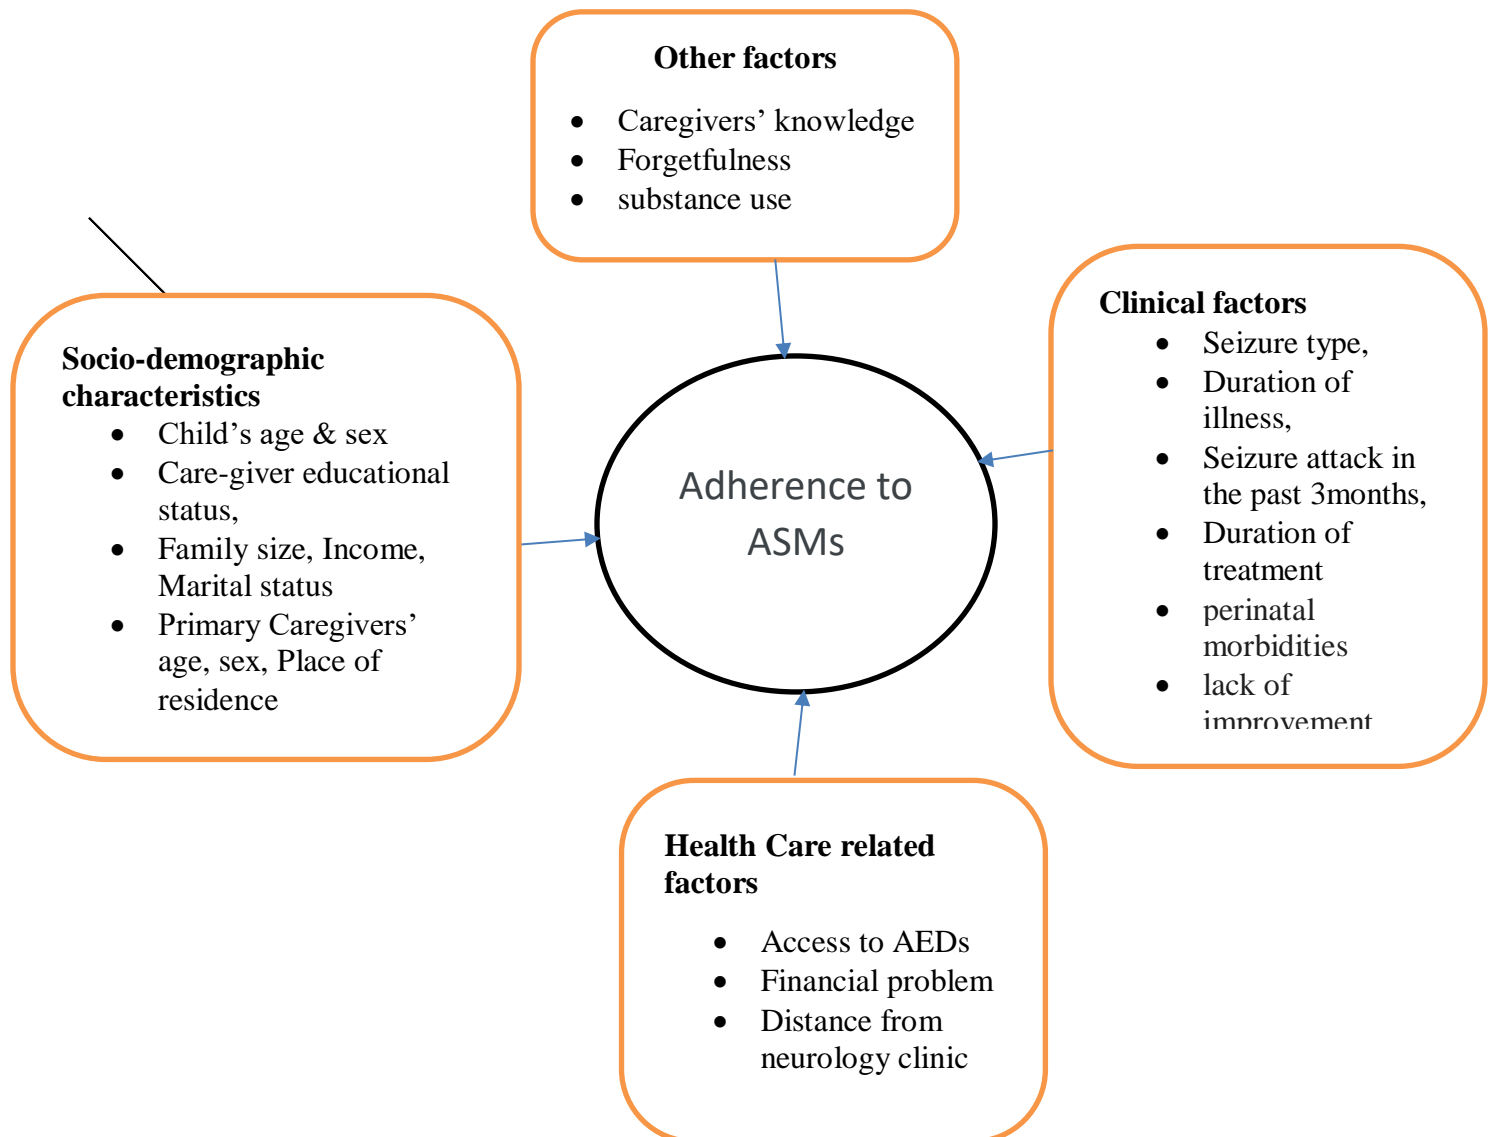 Other factors
• Caregivers’ knowledge
• Forgetfulness
• substance use
Socio-demographic
characteristics
• Child’s age & sex
• Care-giver educational
status,
• Family size, Income,
Marital status
• Primary Caregivers’
age, sex, Place of
residence
Adherence to
ASMs
Clinical factors
• Seizure type,
• Duration of
illness,
• Seizure attack in
the past 3months,
• Duration of
treatment
• perinatal
morbidities
• lack of
improvement
Health Care related
factors
• Access to AEDs
• Financial problem
• Distance from
neurology clinic